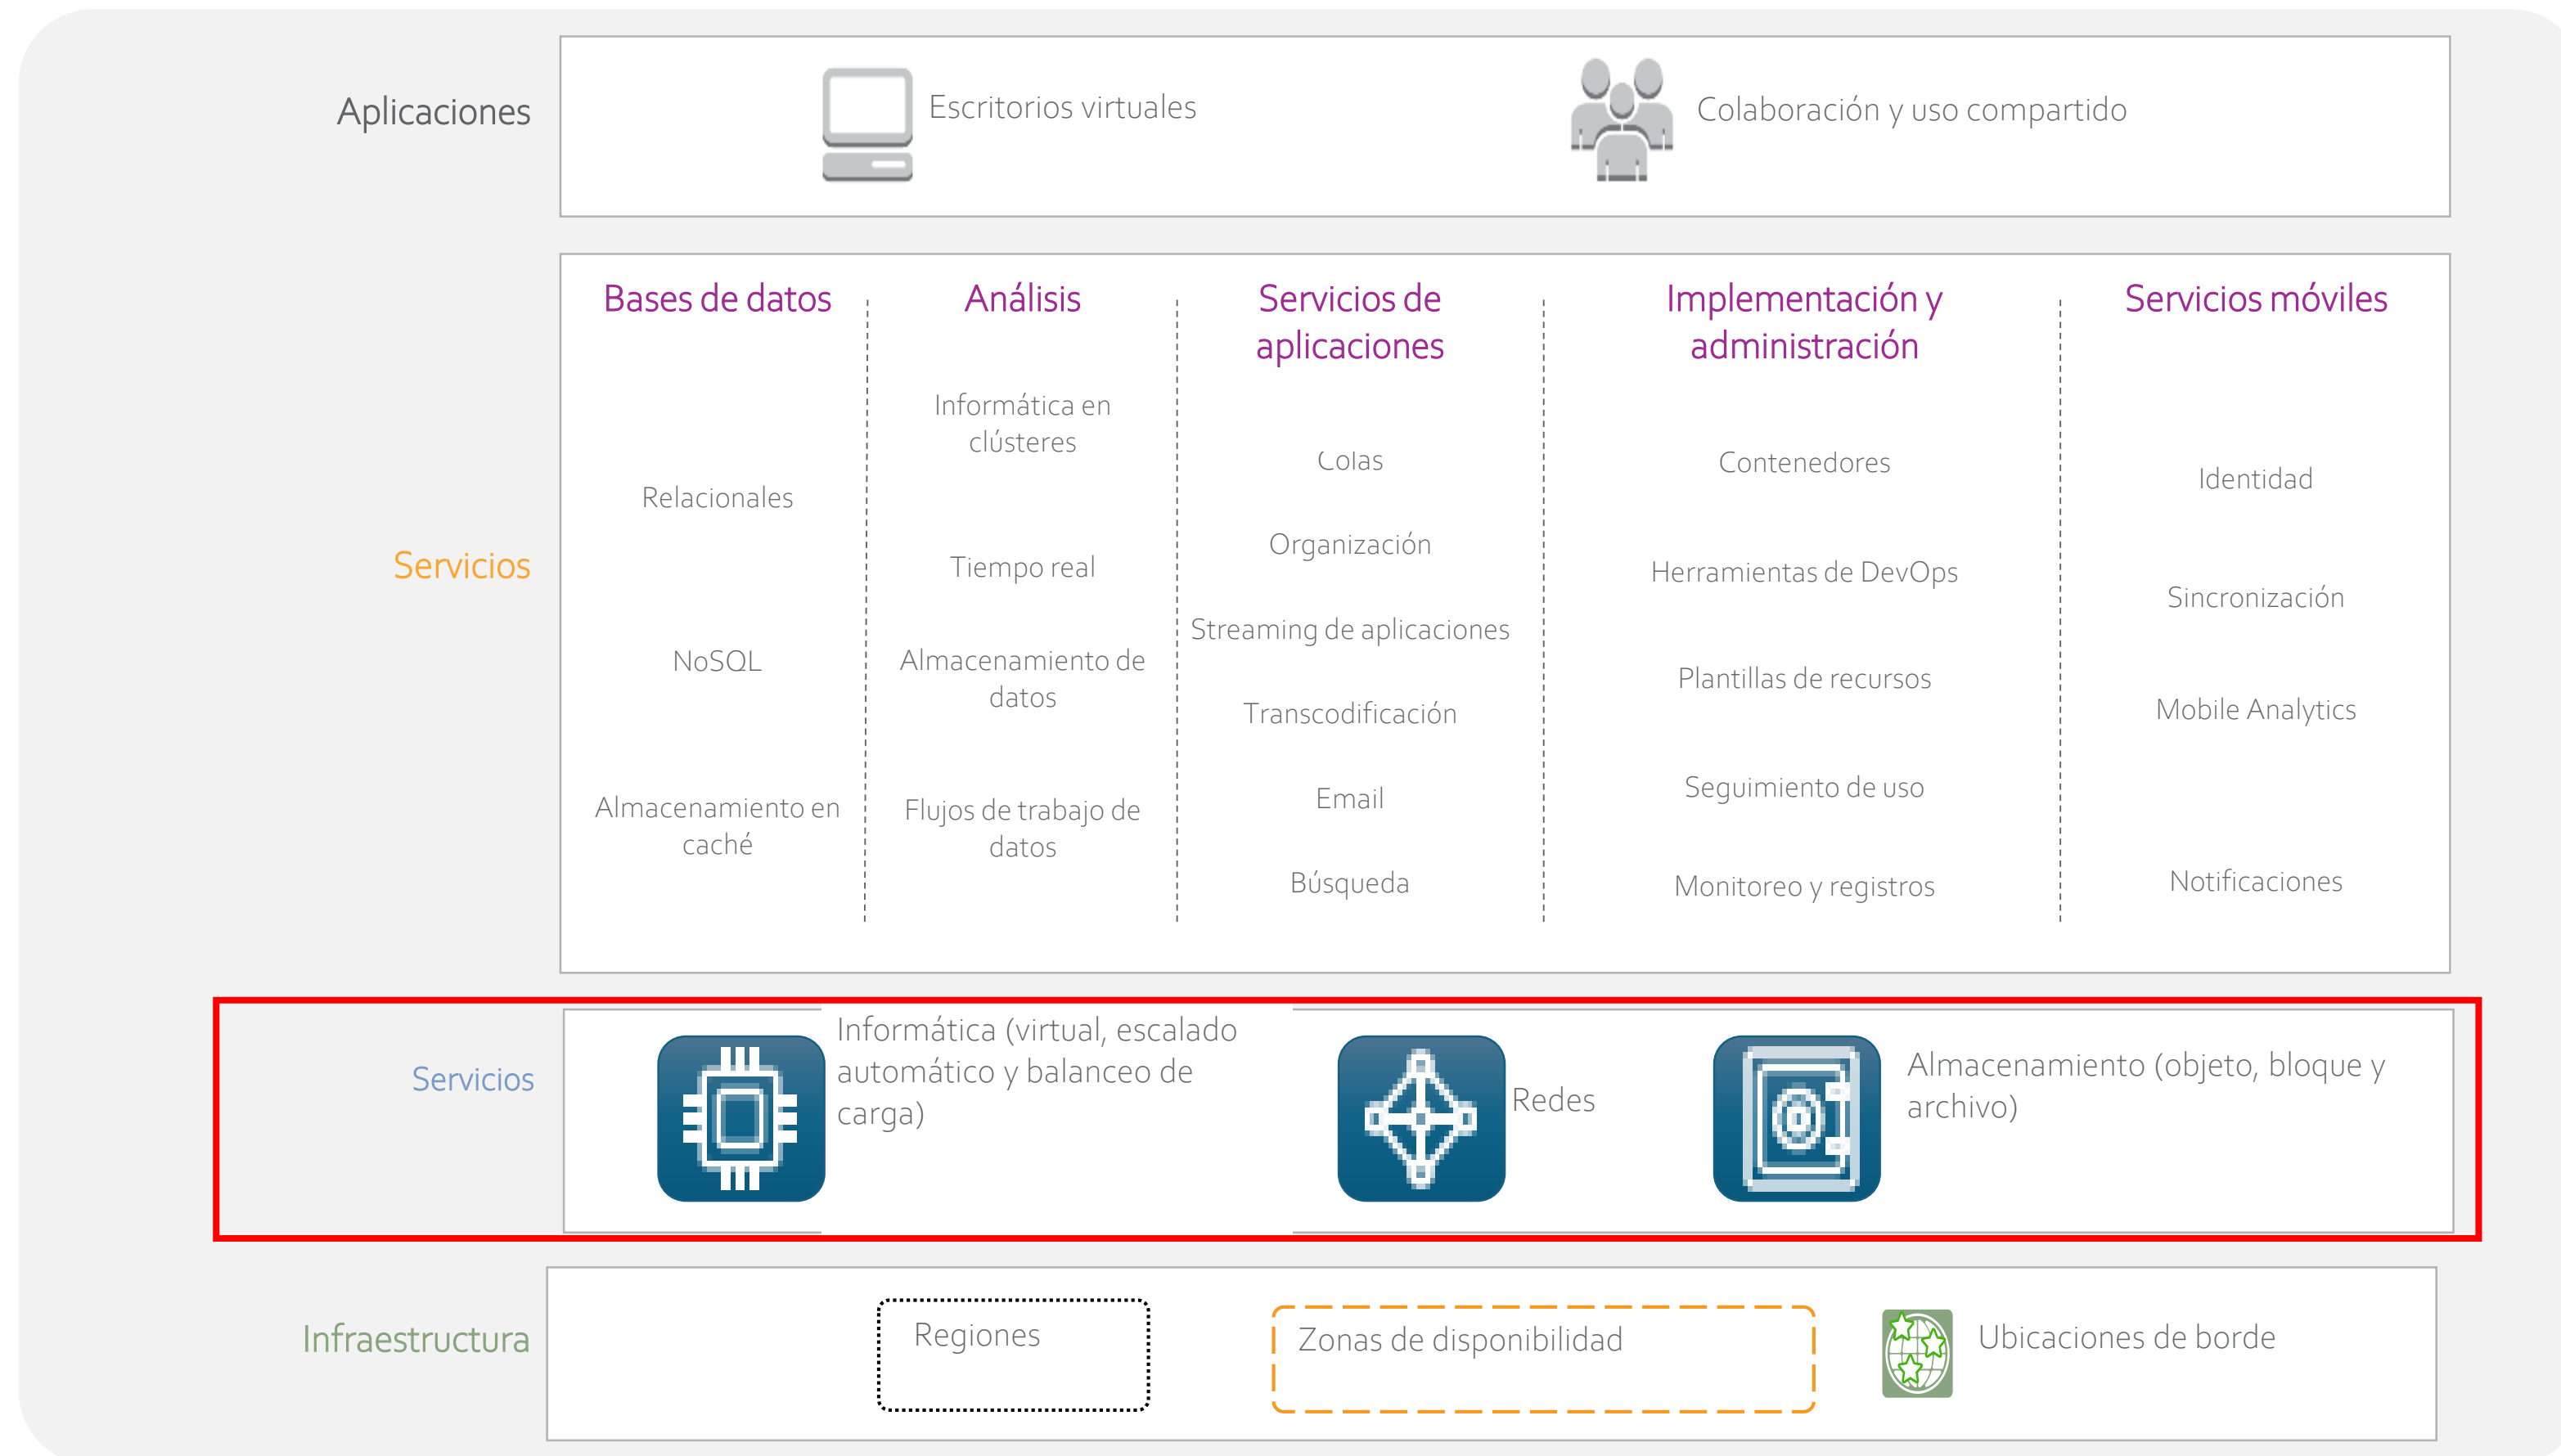 Aplicaciones
Escritorios virtuales
Colaboración y uso compartido
Servicios
Bases de datos
Relacionales
NoSQL
Almacenamiento en
caché
Análisis
Informática en
clústeres
Tiempo real
Almacenamiento de
datos
Flujos de trabajo de
datos
Servicios de
aplicaciones
Colas
Organización
Streaming de aplicaciones
Transcodificación
Email
Búsqueda
Implementación y
administración
Contenedores
Herramientas de DevOps
Plantillas de recursos
Seguimiento de uso
Monitoreo y registros
Servicios móviles
Identidad
Sincronización
Mobile Analytics
Notificaciones
Servicios
Informática (virtual, escalado
automático y balanceo de
carga)
Redes
Almacenamiento (objeto, bloque y
archivo)
Infraestructura
Regiones
Zonas de disponibilidad
Ubicaciones de borde